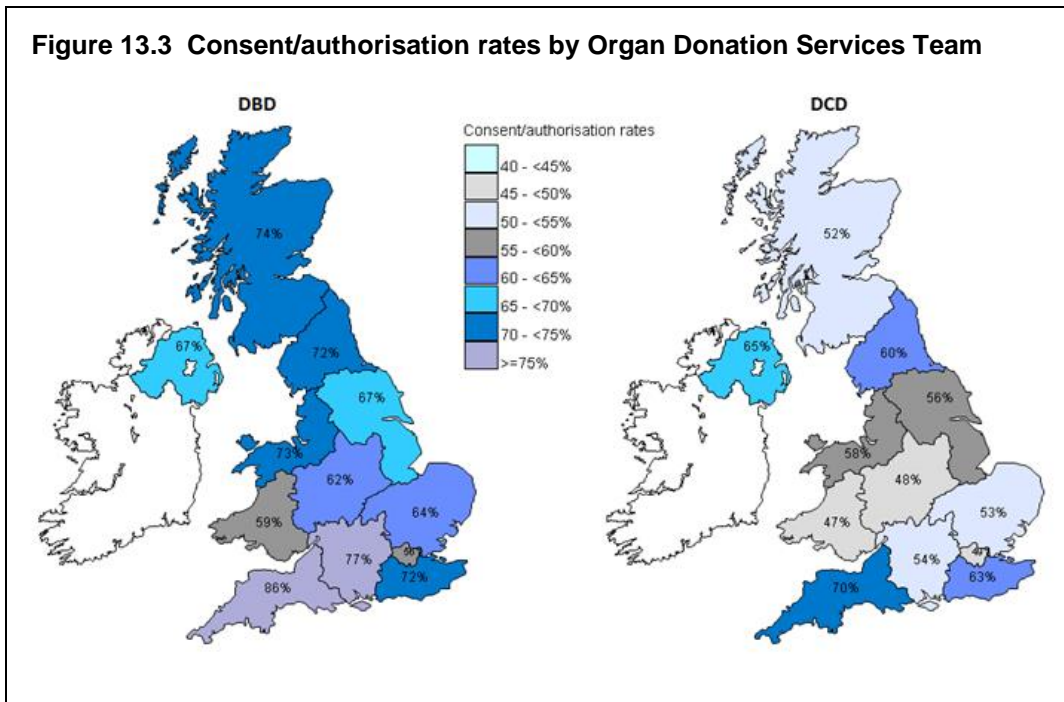 Figure 13.3 Consent/authorisation rates by Organ Donation Services Team
DBD
Consent/authorisation rates
40 - <45%
45 - <50%
50 - <55%
55 - <60%
60 - <65%
65 - <70%
70 - <75%
>=75%
74%
67%
72%
67%
73%
62%
59%
64%
77%
72%
86%
DCD
52%
65%
60%
56%
58%
48%
47%
53%
54%
63%
70%